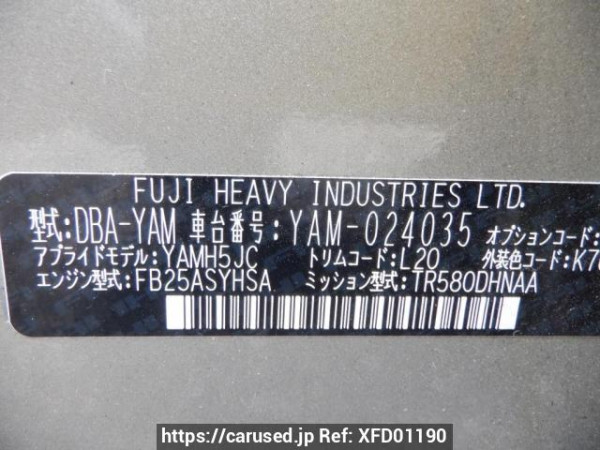 FUJI HEAVY INDUSTRIES LTD.
型式:DBA-YAM 車台番号:YAM-024035 オプションコード:
アプライドモデル:YAMH5JC トリムコード:L20 外装色コード:K7
エンジン型式:FB25ASYHSA ミッション型式:TR580DHNAA
https://carused.jp Ref: XFD01190